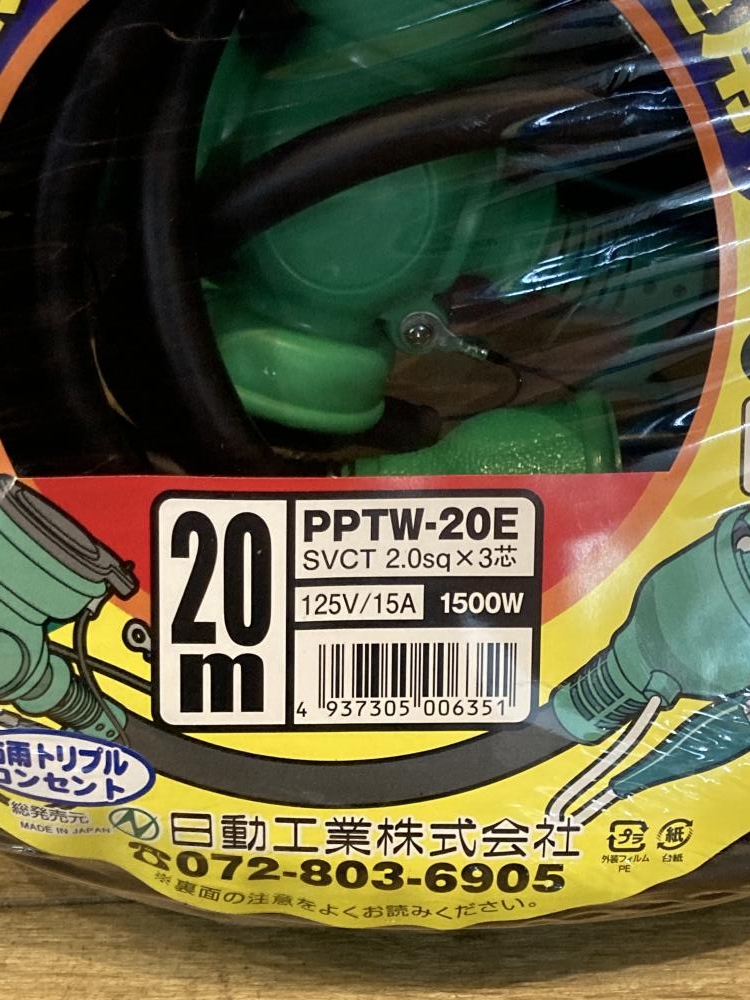 20
m
PPTW-20E
SVCT 2.0sq×3芯
125V/15A 1500W
4 937305 006351
防雨トリプル
コンセント
総発売元
MADE IN JAPAN
日動工業株式会社
☎072-803-6905
※裏面の注意をよくお読みください。
プラ
外装フィルム
PE
紙
台紙